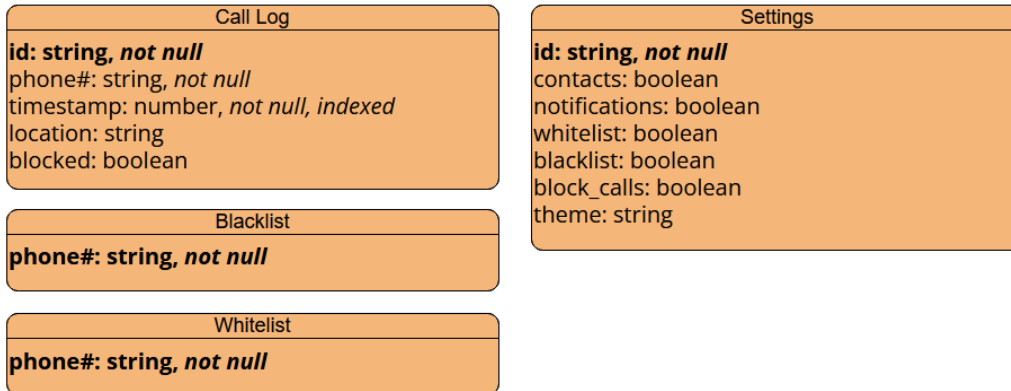 Call Log
id: string, not null
phone#: string, not null
timestamp: number, not null, indexed
location: string
blocked: boolean
Blacklist
phone#: string, not null
Whitelist
phone#: string, not null
Settings
id: string, not null
contacts: boolean
notifications: boolean
whitelist: boolean
blacklist: boolean
block_calls: boolean
theme: string